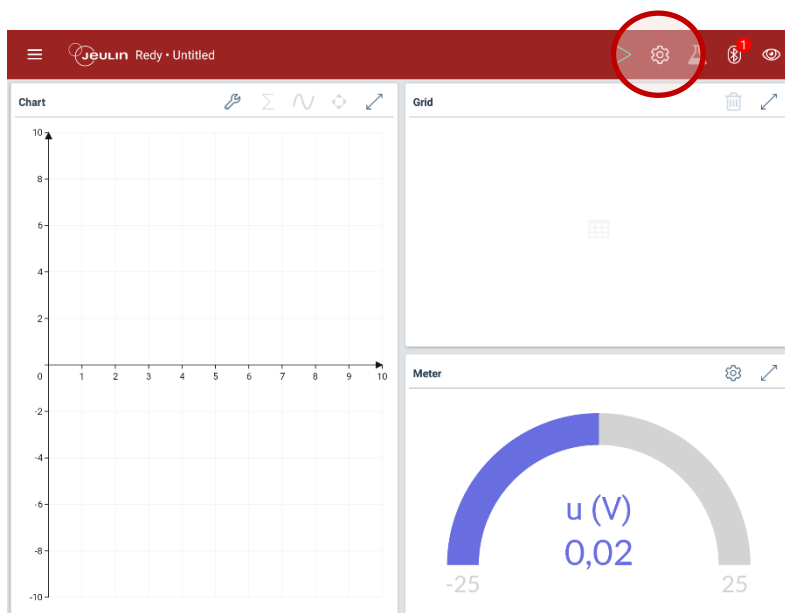 Jeulin Redy • Untitled
1
Chart
Grid
10
8
6
4
2
0 1 2 3 4 5 6 7 8 9 10
-2
-4
-6
-8
-10
Meter
u (V)
0,02
-25 25